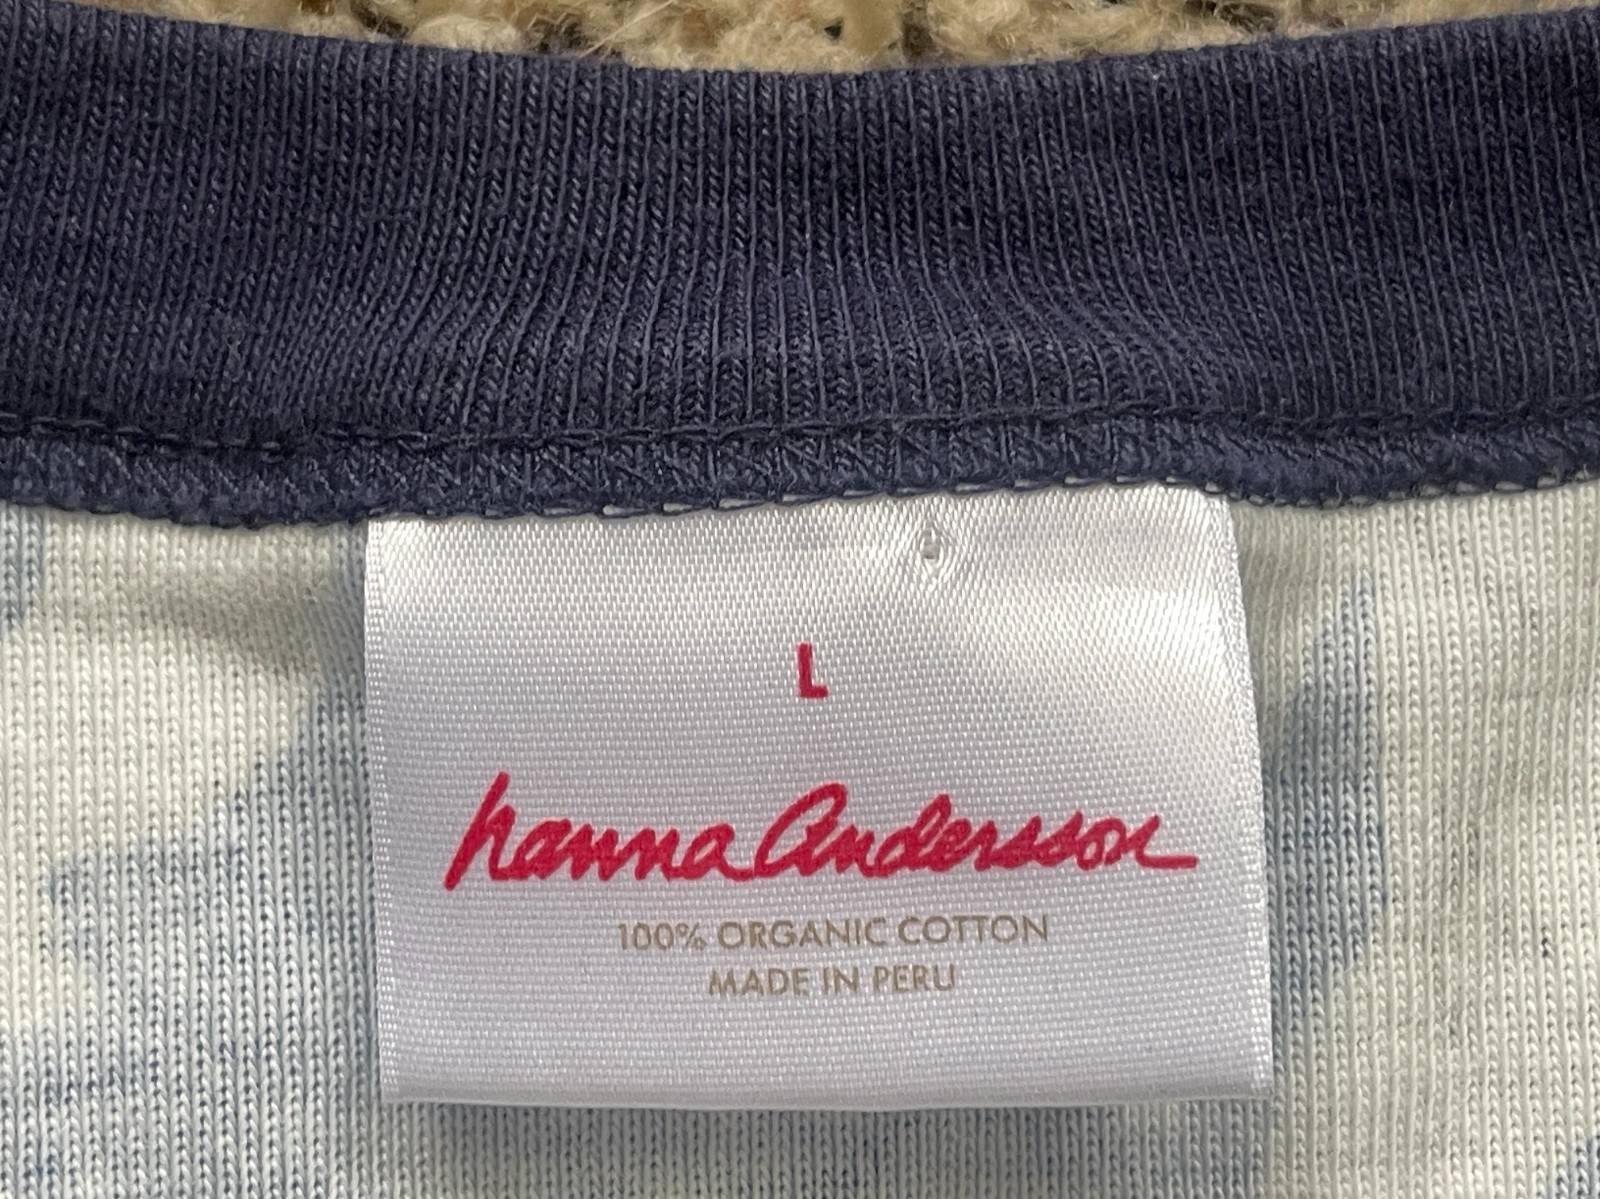 L
hanna Andersson
100% ORGANIC COTTON
MADE IN PERU